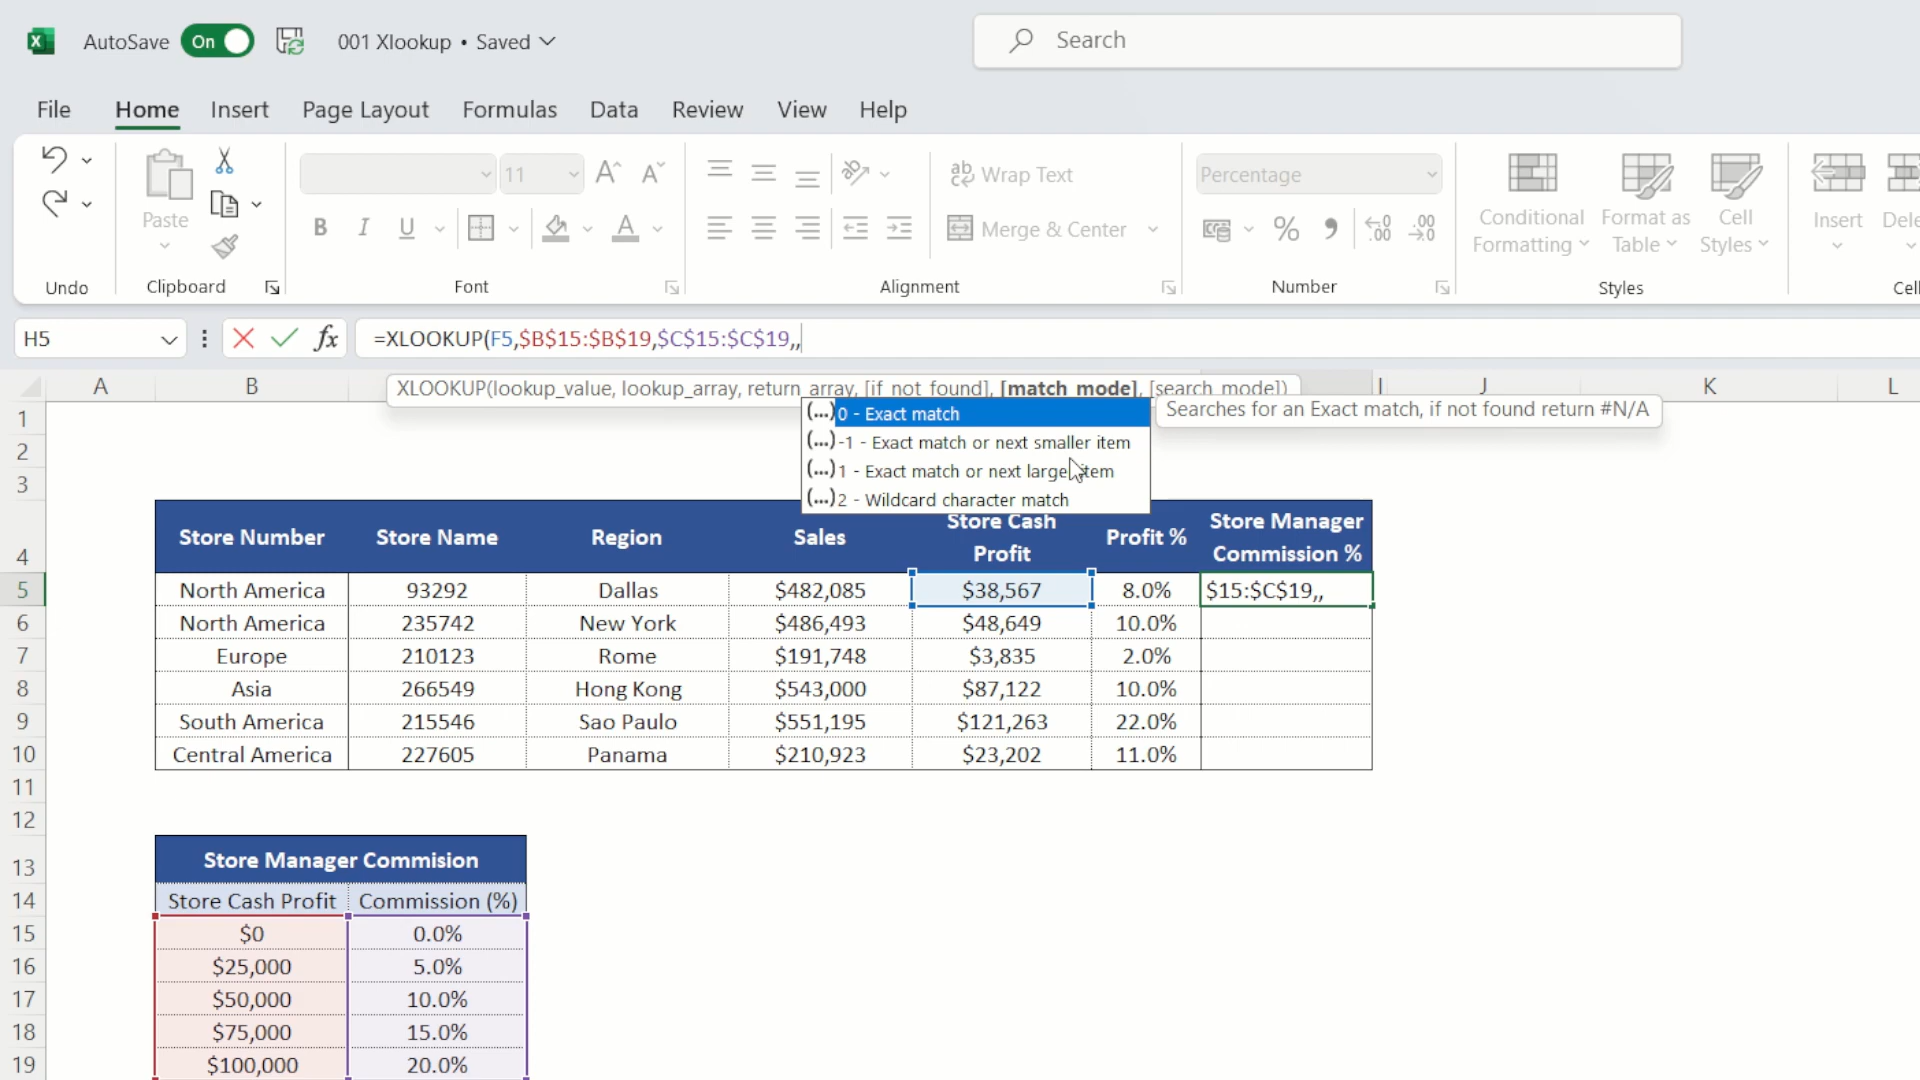 AutoSave On 001 Xlookup • Saved Search
File Home Insert Page Layout Formulas Data Review View Help
Undo
Paste
Clipboard
11
B I U A
Font
ab Wrap Text
Merge & Center
Alignment
Percentage
% .00 .00
Number
Conditional Formatting
Format as Table
Cell Styles
Styles
Insert
H5 fx =XLOOKUP(F5,$B$15:$B$19,$C$15:$C$19,,
XLOOKUP(lookup_value, lookup_array, return_array, [if_not_found], [match_mode], [search_mode])
A B J K L
(...)0 - Exact match
Searches for an Exact match, if not found return #N/A
(...)-1 - Exact match or next smaller item
(...)1 - Exact match or next larger item
(...)2 - Wildcard character match
1
2
3
4 Store Number Store Name Region Sales Store Cash Profit Profit % Store Manager Commission %
5 North America 93292 Dallas $482,085 $38,567 8.0% $15:$C$19,,
6 North America 235742 New York $486,493 $48,649 10.0%
7 Europe 210123 Rome $191,748 $3,835 2.0%
8 Asia 266549 Hong Kong $543,000 $87,122 10.0%
9 South America 215546 Sao Paulo $551,195 $121,263 22.0%
10 Central America 227605 Panama $210,923 $23,202 11.0%
11
12
13 Store Manager Commision
14 Store Cash Profit Commission (%)
15 $0 0.0%
16 $25,000 5.0%
17 $50,000 10.0%
18 $75,000 15.0%
19 $100,000 20.0%